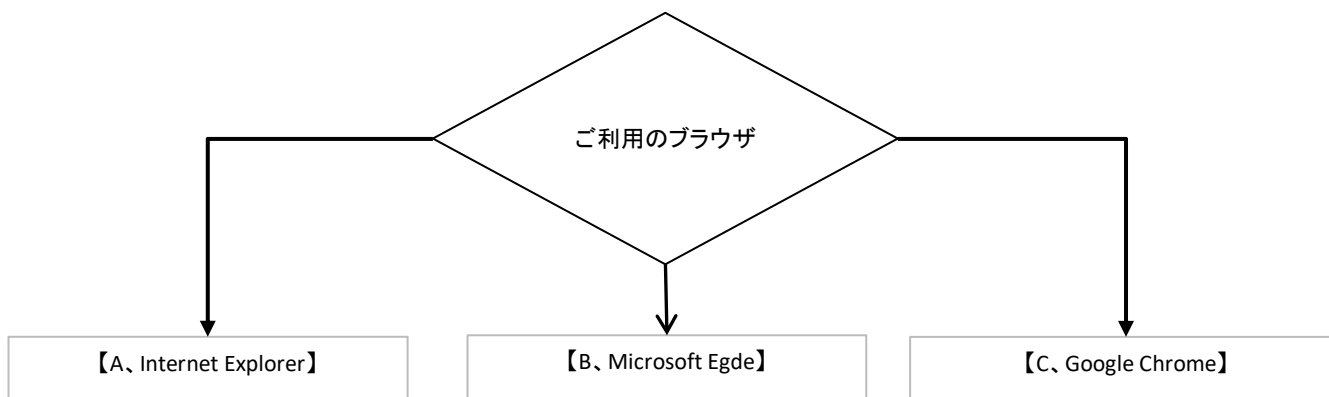 ご利用のブラウザ
【A、Internet Explorer】
【B、Microsoft Egde】
【C、Google Chrome】